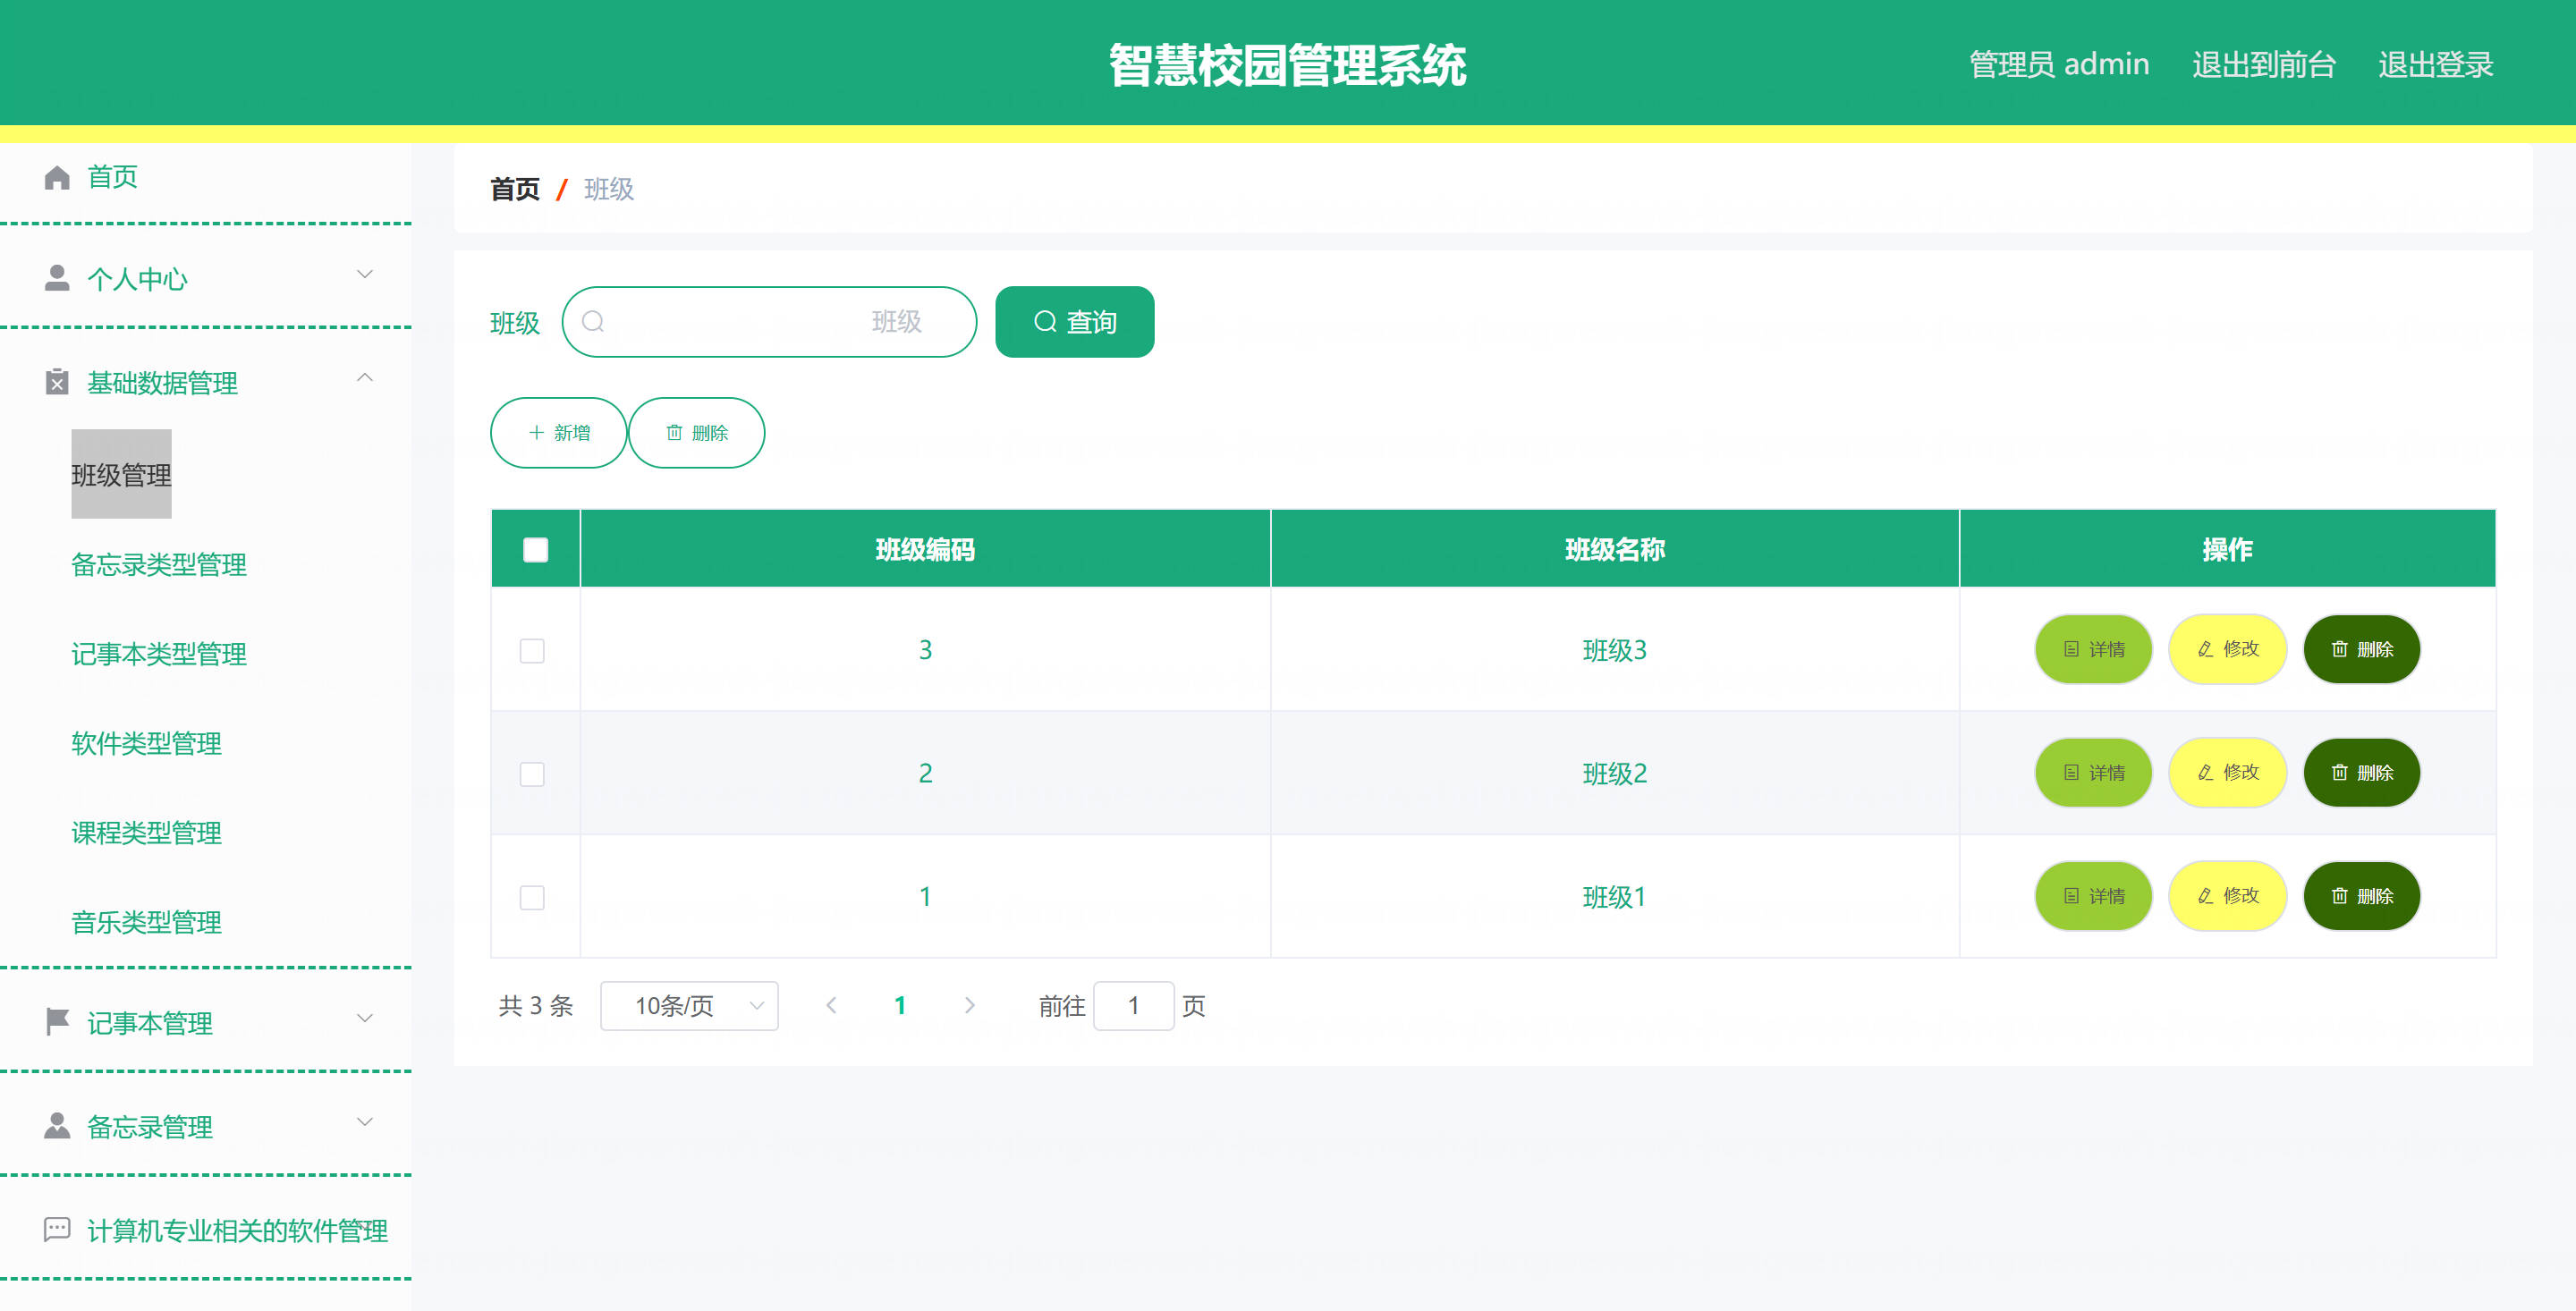 智慧校园管理系统
管理员 admin 退出到前台 退出登录
首页
个人中心
基础数据管理
班级管理
备忘录类型管理
记事本类型管理
软件类型管理
课程类型管理
音乐类型管理
记事本管理
备忘录管理
计算机专业相关的软件管理
首页 / 班级
班级 班级 查询
新增 删除
班级编码 班级名称 操作
3 班级3 详情 修改 删除
2 班级2 详情 修改 删除
1 班级1 详情 修改 删除
共 3 条 10条/页 1 前往 1 页